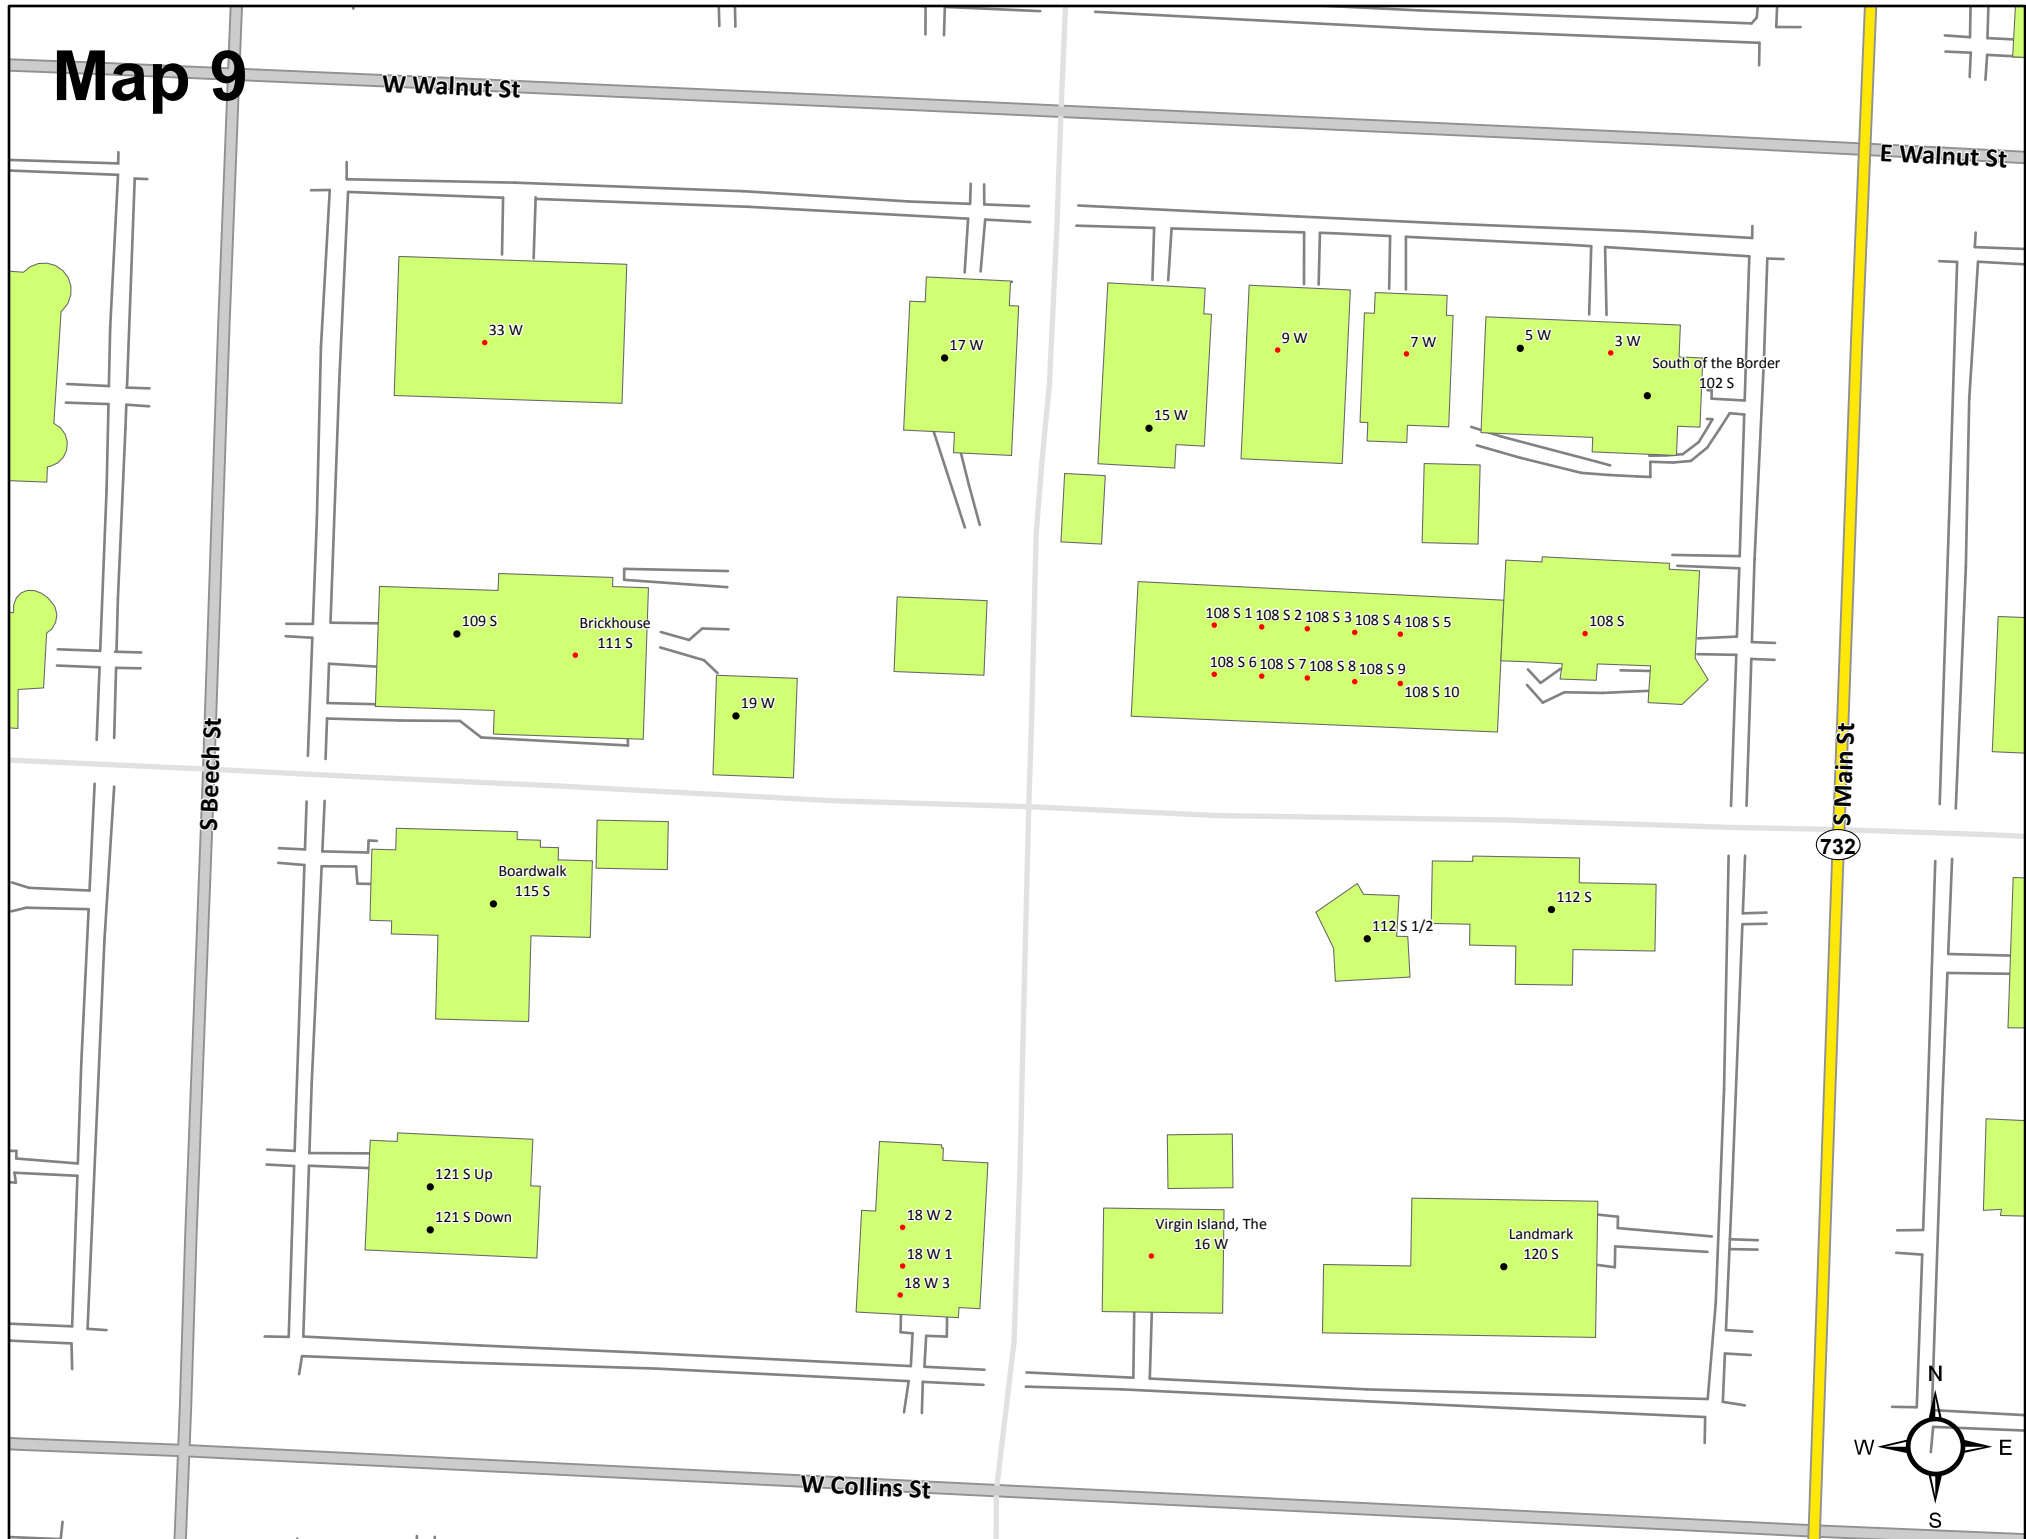 Map 9
W Walnut St
E Walnut St
33 W
17 W
15 W
9 W
7 W
5 W
3 W
South of the Border
102 S
109 S
Brickhouse
111 S
19 W
108 S 1
108 S 2
108 S 3
108 S 4
108 S 5
108 S
108 S 6
108 S 7
108 S 8
108 S 9
108 S 10
S Beech St
S Main St
732
Boardwalk
115 S
112 S
112 S 1/2
121 S Up
121 S Down
18 W 2
18 W 1
18 W 3
Virgin Island, The
16 W
Landmark
120 S
W Collins St
N
W
E
S